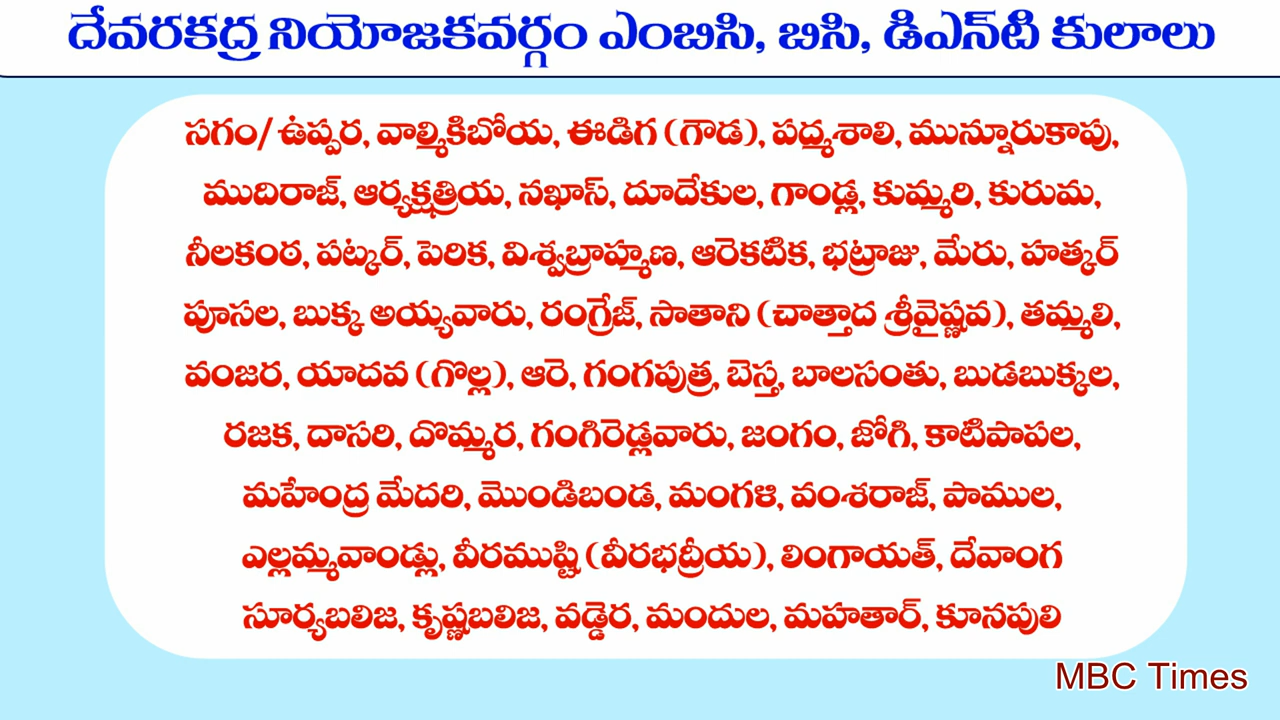 దేవరకద్ర నియోజకవర్గం ఎంబిసి, బిసి, డిఎన్‌టి కులాలు
సగం/ ఉప్పర, వాల్మికిబోయ, ఈడిగ (గౌడ), పద్మశాలి, మున్నూరుకాపు,
ముదిరాజ్, ఆర్యక్షత్రియ, నఖాస్, దూదేకుల, గాండ్ల, కుమ్మరి, కురుమ,
నీలకంఠ, పట్కర్, పెరిక, విశ్వబ్రాహ్మణ, ఆరెకటిక, భట్రాజు, మేరు, హత్కర్
పూసల, బుక్క అయ్యవారు, రంగ్రేజ్, సాతాని (చాత్తాద శ్రీవైష్ణవ), తమ్మలి,
వంజర, యాదవ (గొల్ల), ఆరె, గంగపుత్ర, బెస్త, బాలసంతు, బుడబుక్కల,
రజక, దాసరి, దొమ్మర, గంగిరెడ్లవారు, జంగం, జోగి, కాటిపాపల,
మహేంద్ర మేదరి, మొండిబండ, మంగళి, వంశరాజ్, పాముల,
ఎల్లమ్మవాండ్లు, వీరముష్టి (వీరభద్రీయ), లింగాయత్, దేవాంగ
సూర్యబలిజ, కృష్ణబలిజ, వడ్డెర, మందుల, మహతార్, కూనపులి
MBC Times